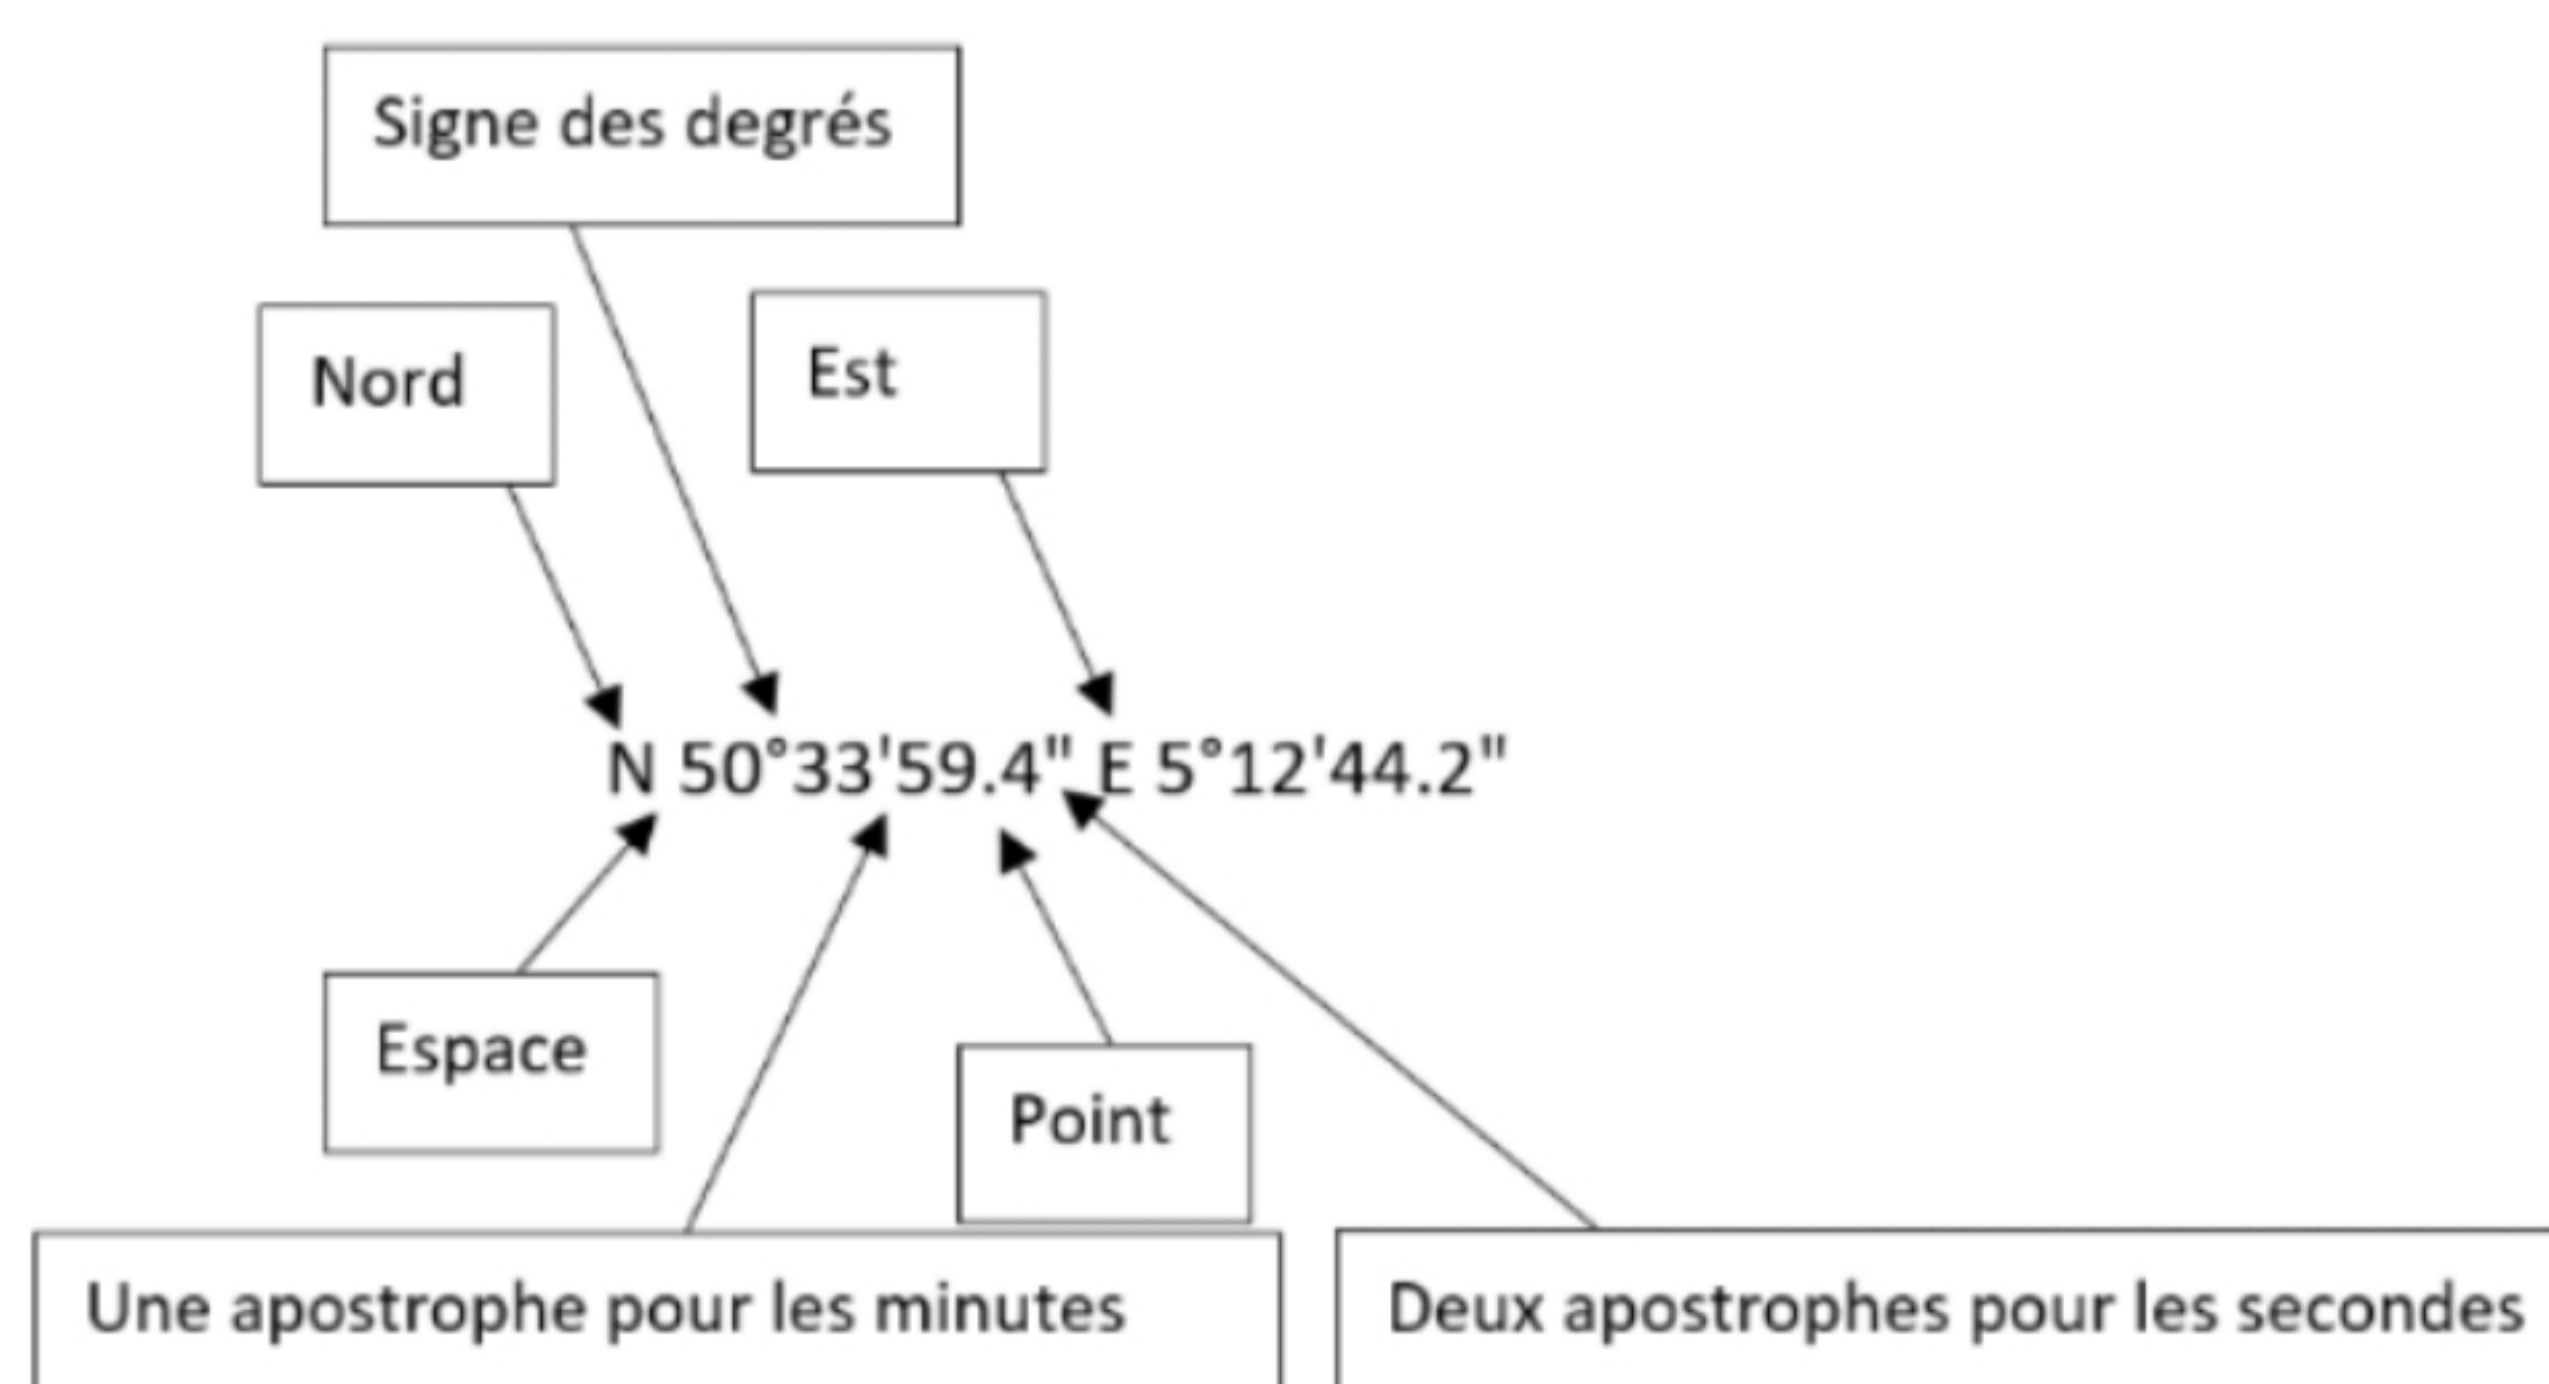 Signe des degrés
Nord
Est
N 50°33'59.4" E 5°12'44.2"
Espace
Point
Une apostrophe pour les minutes
Deux apostrophes pour les secondes